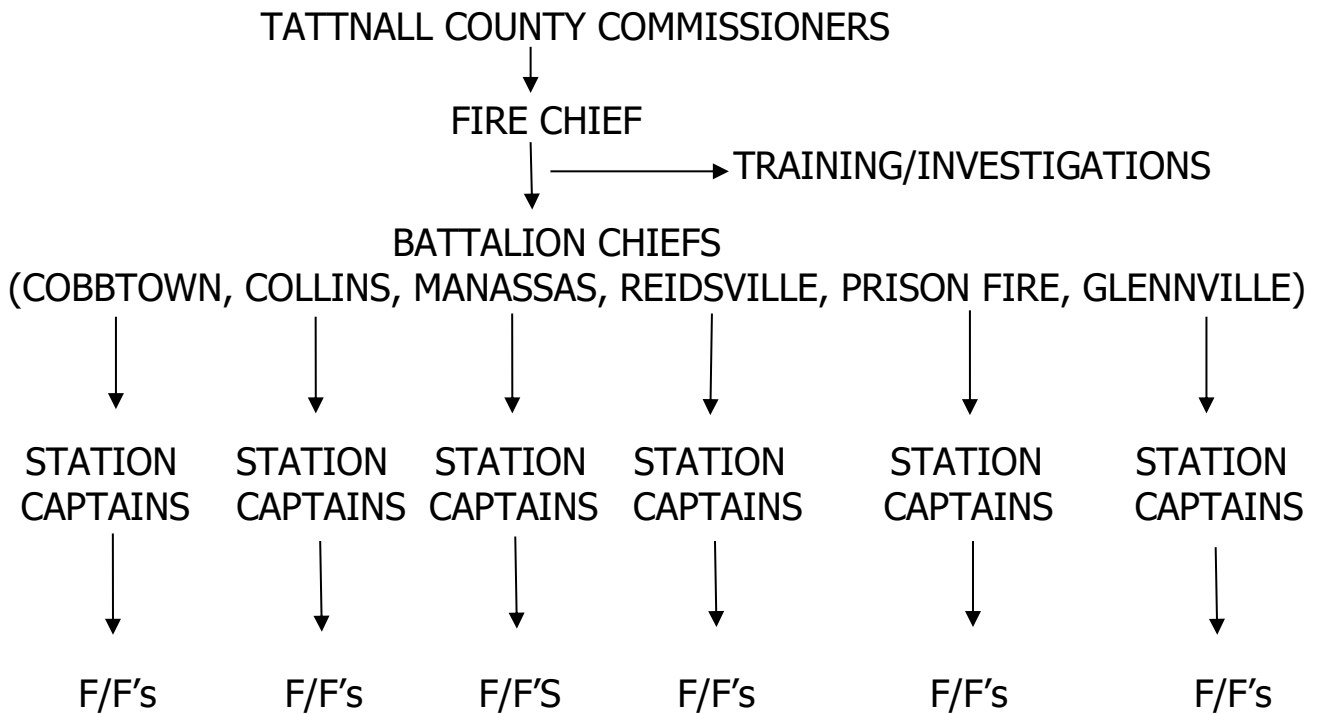 TATTNALL COUNTY COMMISSIONERS
FIRE CHIEF
TRAINING/INVESTIGATIONS
BATTALION CHIEFS
(COBBTOWN, COLLINS, MANASSAS, REIDSVILLE, PRISON FIRE, GLENNVILLE)
STATION STATION STATION STATION STATION STATION
CAPTAINS CAPTAINS CAPTAINS CAPTAINS CAPTAINS CAPTAINS
F/F’s F/F’s F/F’S F/F’s F/F’s F/F’s